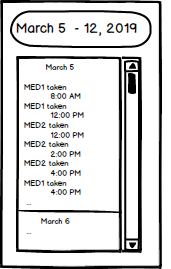 March 5 - 12, 2019
March 5
MED1 taken
8:00 AM
MED1 taken
12:00 PM
MED2 taken
12:00 PM
MED2 taken
2:00 PM
MED2 taken
4:00 PM
MED1 taken
4:00 PM
...
March 6
...